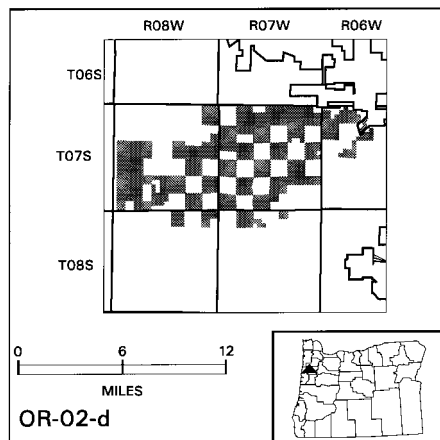 R08W R07W R06W
T06S
T07S
T08S
0 6 12
MILES
OR-02-d